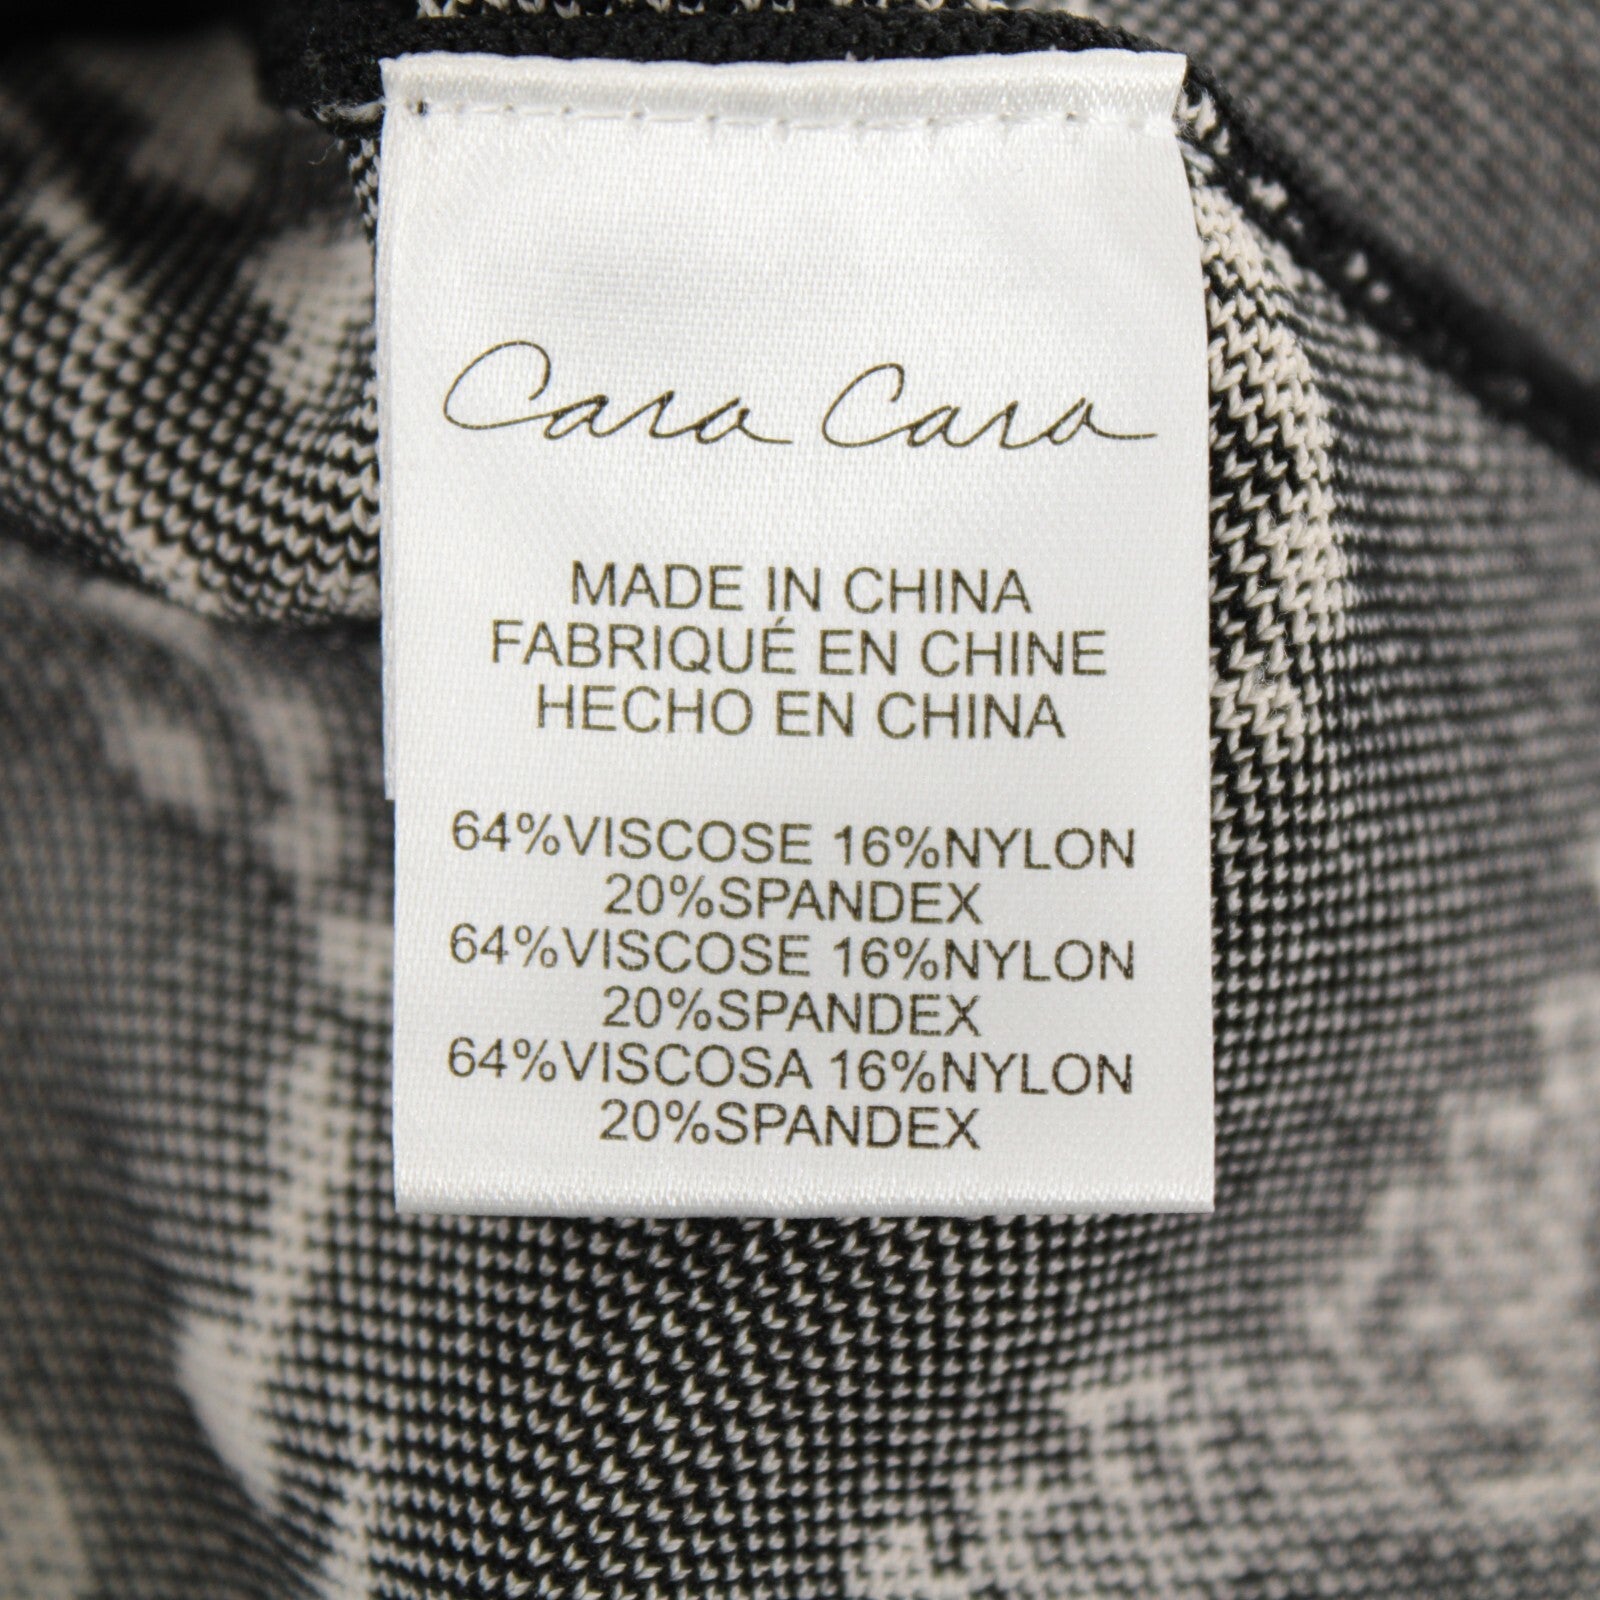 Cara Cara
MADE IN CHINA
FABRIQUÉ EN CHINE
HECHO EN CHINA
64%VISCOSE 16%NYLON
20%SPANDEX
64%VISCOSE 16%NYLON
20%SPANDEX
64%VISCOSA 16%NYLON
20%SPANDEX